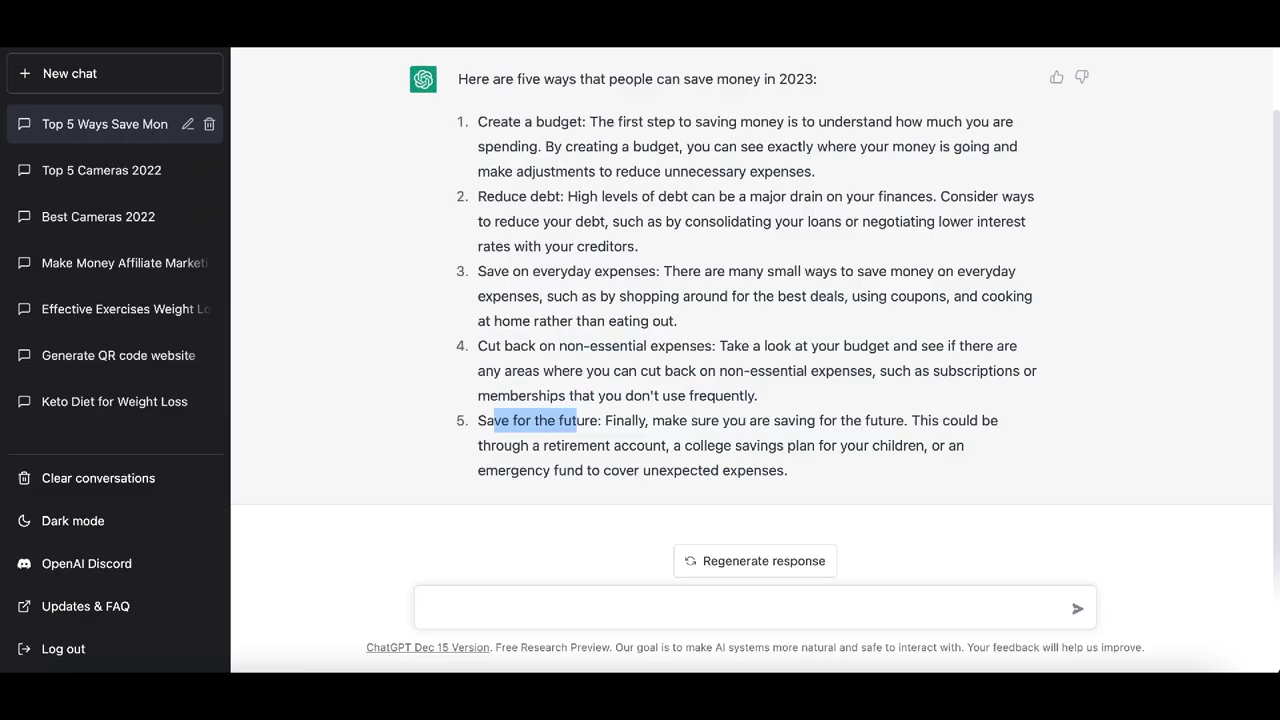 New chat
Top 5 Ways Save Mon
Top 5 Cameras 2022
Best Cameras 2022
Make Money Affiliate Marketi
Effective Exercises Weight Lo
Generate QR code website
Keto Diet for Weight Loss
Clear conversations
Dark mode
OpenAI Discord
Updates & FAQ
Log out
Here are five ways that people can save money in 2023:
1. Create a budget: The first step to saving money is to understand how much you are
spending. By creating a budget, you can see exactly where your money is going and
make adjustments to reduce unnecessary expenses.
2. Reduce debt: High levels of debt can be a major drain on your finances. Consider ways
to reduce your debt, such as by consolidating your loans or negotiating lower interest
rates with your creditors.
3. Save on everyday expenses: There are many small ways to save money on everyday
expenses, such as by shopping around for the best deals, using coupons, and cooking
at home rather than eating out.
4. Cut back on non-essential expenses: Take a look at your budget and see if there are
any areas where you can cut back on non-essential expenses, such as subscriptions or
memberships that you don't use frequently.
5. Save for the future: Finally, make sure you are saving for the future. This could be
through a retirement account, a college savings plan for your children, or an
emergency fund to cover unexpected expenses.
Regenerate response
ChatGPT Dec 15 Version. Free Research Preview. Our goal is to make AI systems more natural and safe to interact with. Your feedback will help us improve.